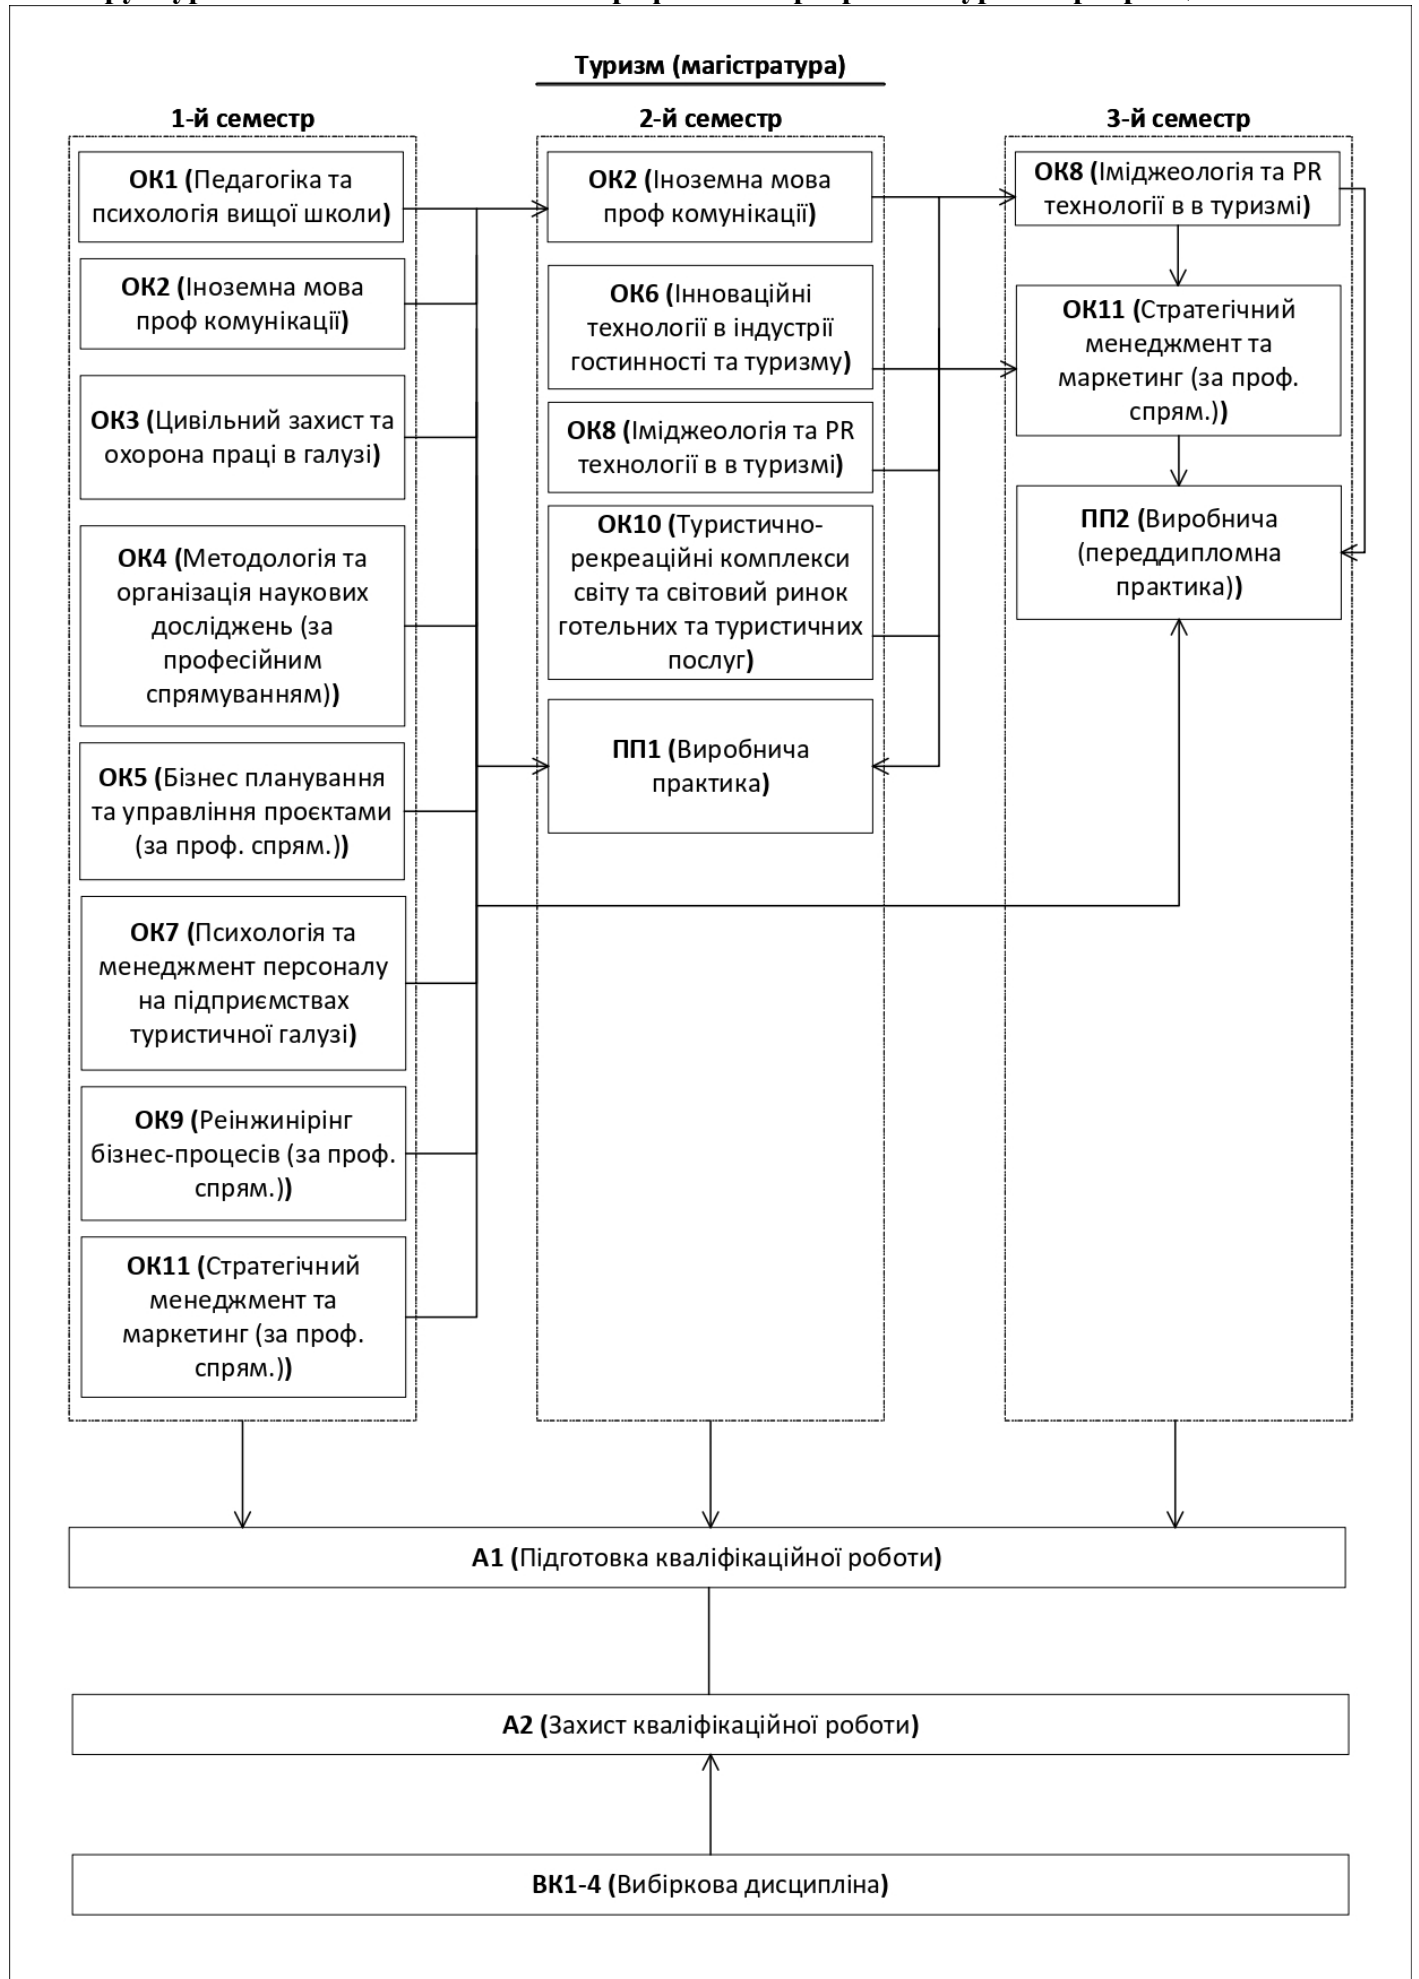 Туризм (магістратура)
1-й семестр
ОК1 (Педагогіка та
психологія вищої школи)
ОК2 (Іноземна мова
проф комунікації)
ОК3 (Цивільний захист та
охорона праці в галузі)
ОК4 (Методологія та
організація наукових
досліджень (за
професійним
спрямуванням))
ОК5 (Бізнес планування
та управління проєктами
(за проф. спрям.))
ОК7 (Психологія та
менеджмент персоналу
на підприємствах
туристичної галузі)
ОК9 (Реінжинірінг
бізнес-процесів (за проф.
спрям.))
ОК11 (Стратегічний
менеджмент та
маркетинг (за проф.
спрям.))
2-й семестр
ОК2 (Іноземна мова
проф комунікації)
ОК6 (Інноваційні
технології в індустрії
гостинності та туризму)
ОК8 (Іміджеологія та PR
технології в в туризмі)
ОК10 (Туристично-
рекреаційні комплекси
світу та світовий ринок
готельних та туристичних
послуг)
ПП1 (Виробнича
практика)
3-й семестр
ОК8 (Іміджеологія та PR
технології в в туризмі)
ОК11 (Стратегічний
менеджмент та
маркетинг (за проф.
спрям.))
ПП2 (Виробнича
(переддипломна
практика))
А1 (Підготовка кваліфікаційної роботи)
А2 (Захист кваліфікаційної роботи)
ВК1-4 (Вибіркова дисципліна)